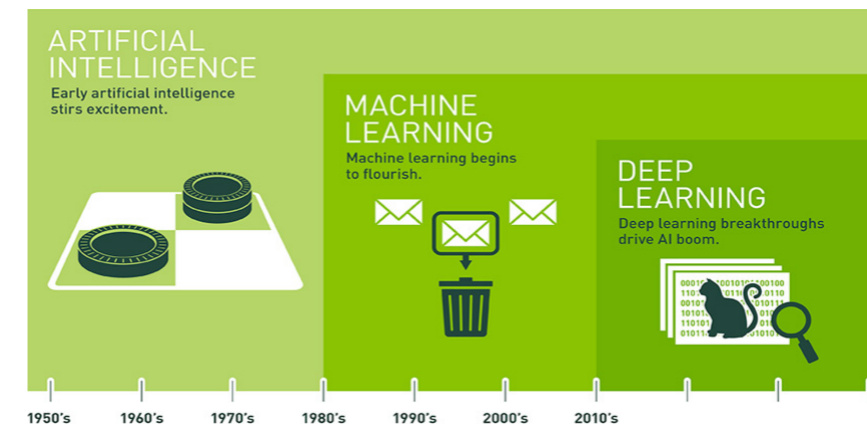 ARTIFICIAL
INTELLIGENCE
Early artificial intelligence
stirs excitement.
MACHINE
LEARNING
Machine learning begins
to flourish.
DEEP
LEARNING
Deep learning breakthroughs
drive AI boom.
1950's
1960's
1970's
1980's
1990's
2000's
2010's